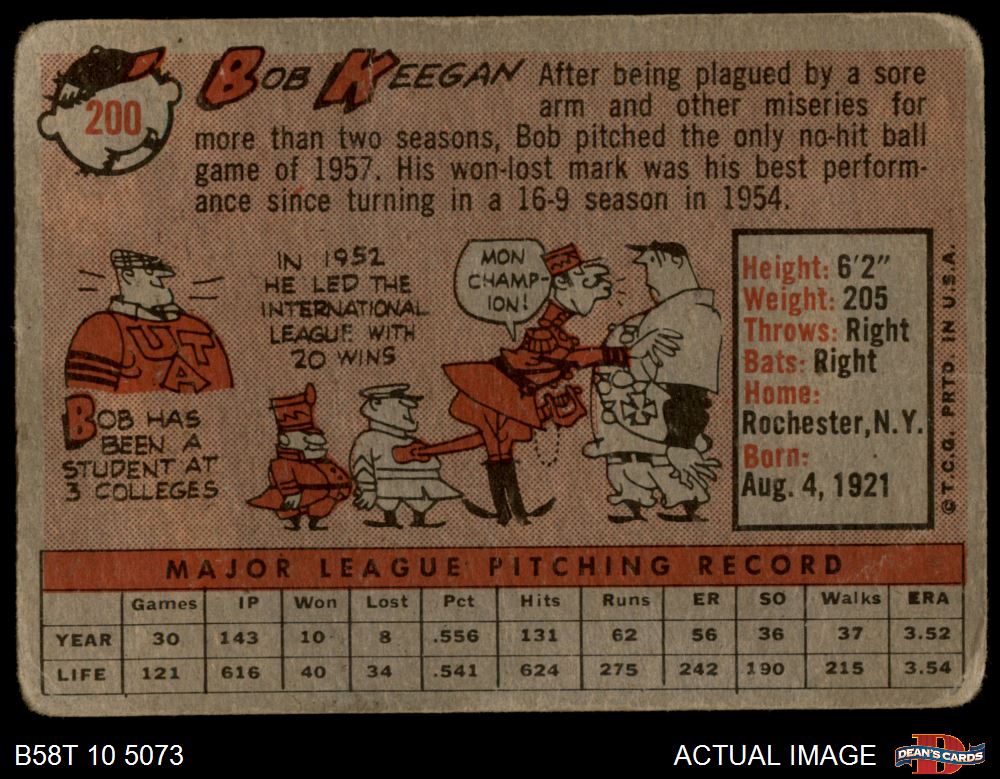 200
BOB KEEGAN After being plagued by a sore
arm and other miseries for
more than two seasons, Bob pitched the only no-hit ball
game of 1957. His won-lost mark was his best perform-
ance since turning in a 16-9 season in 1954.
UTA
BOB HAS
BEEN A
STUDENT AT
3 COLLEGES
IN 1952
HE LED THE
INTERNATIONAL
LEAGUE WITH
20 WINS
MON
CHAMP-
ION!
Height: 6'2"
Weight: 205
Throws: Right
Bats: Right
Home:
Rochester, N.Y.
Born:
Aug. 4, 1921
©T.C.G. PRTD. IN U.S.A.
MAJOR LEAGUE PITCHING RECORD
Games IP Won Lost Pct Hits Runs ER SO Walks ERA
YEAR 30 143 10 8 .556 131 62 56 36 37 3.52
LIFE 121 616 40 34 .541 624 275 242 190 215 3.54
B58T 10 5073
ACTUAL IMAGE
D
DEAN'S CARDS